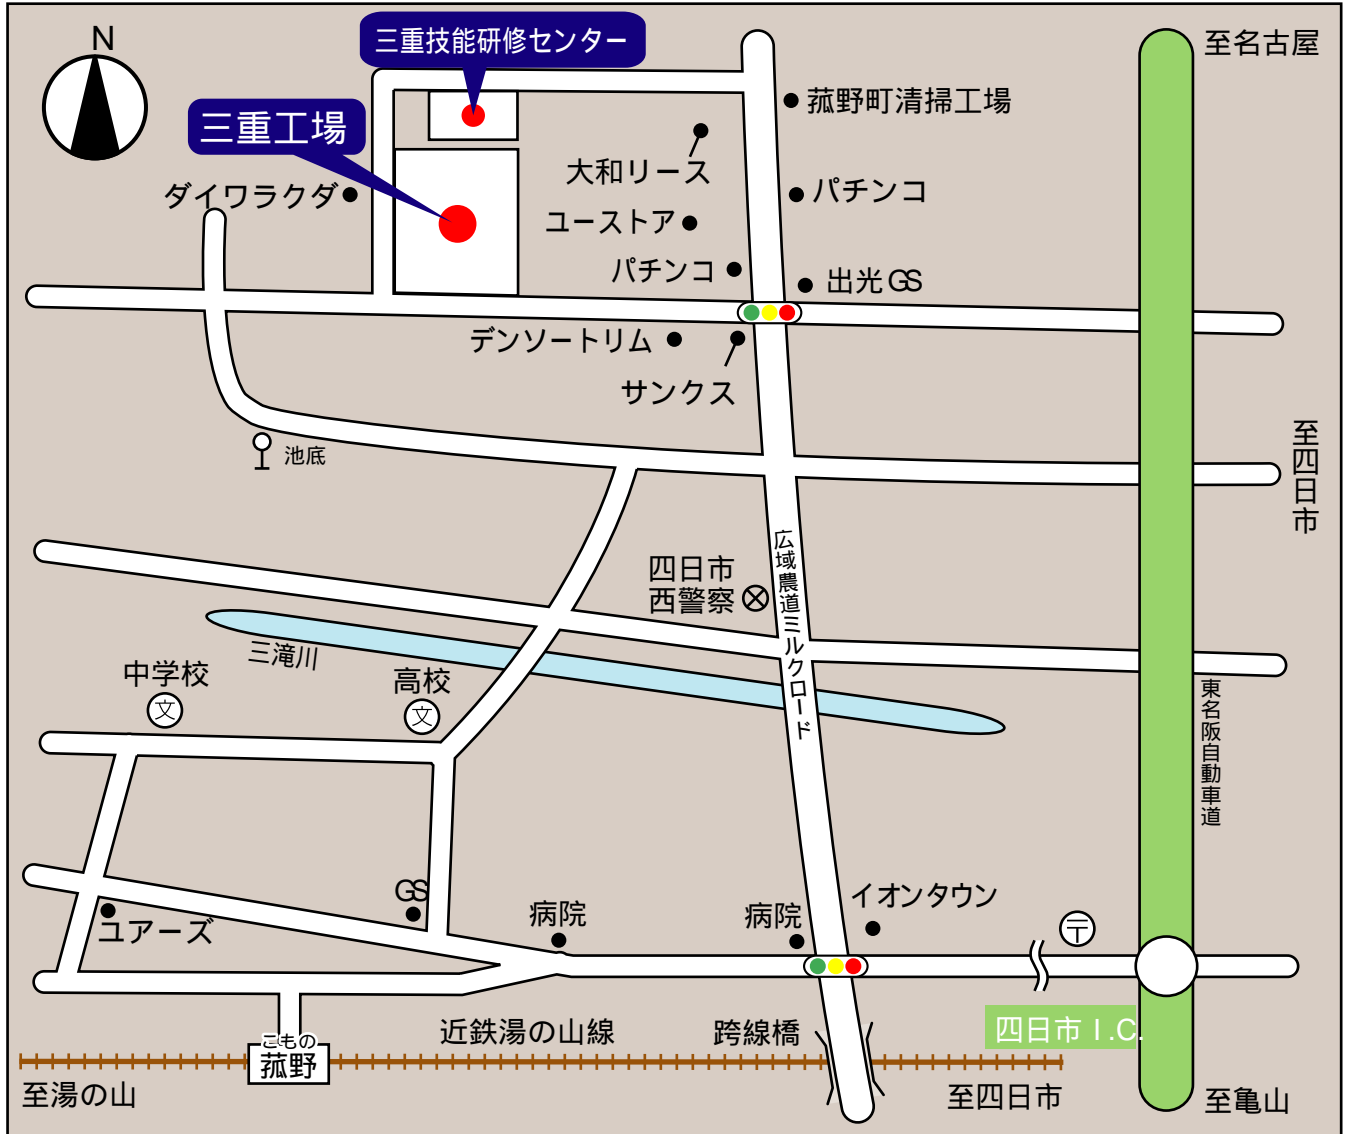 N
三重技能研修センター
至名古屋
菰野町清掃工場
三重工場
大和リース
ダイワラクダ
パチンコ
ユーストア
パチンコ
出光GS
デンソートリム
サンクス
至四日市
池底
広域農道ミルクロード
四日市
西警察
三滝川
中学校
文
高校
文
東名阪自動車道
GS
イオンタウン
病院
病院
ユアーズ
〒
四日市 I.C.
近鉄湯の山線
跨線橋
こもの
菰野
至湯の山
至四日市
至亀山